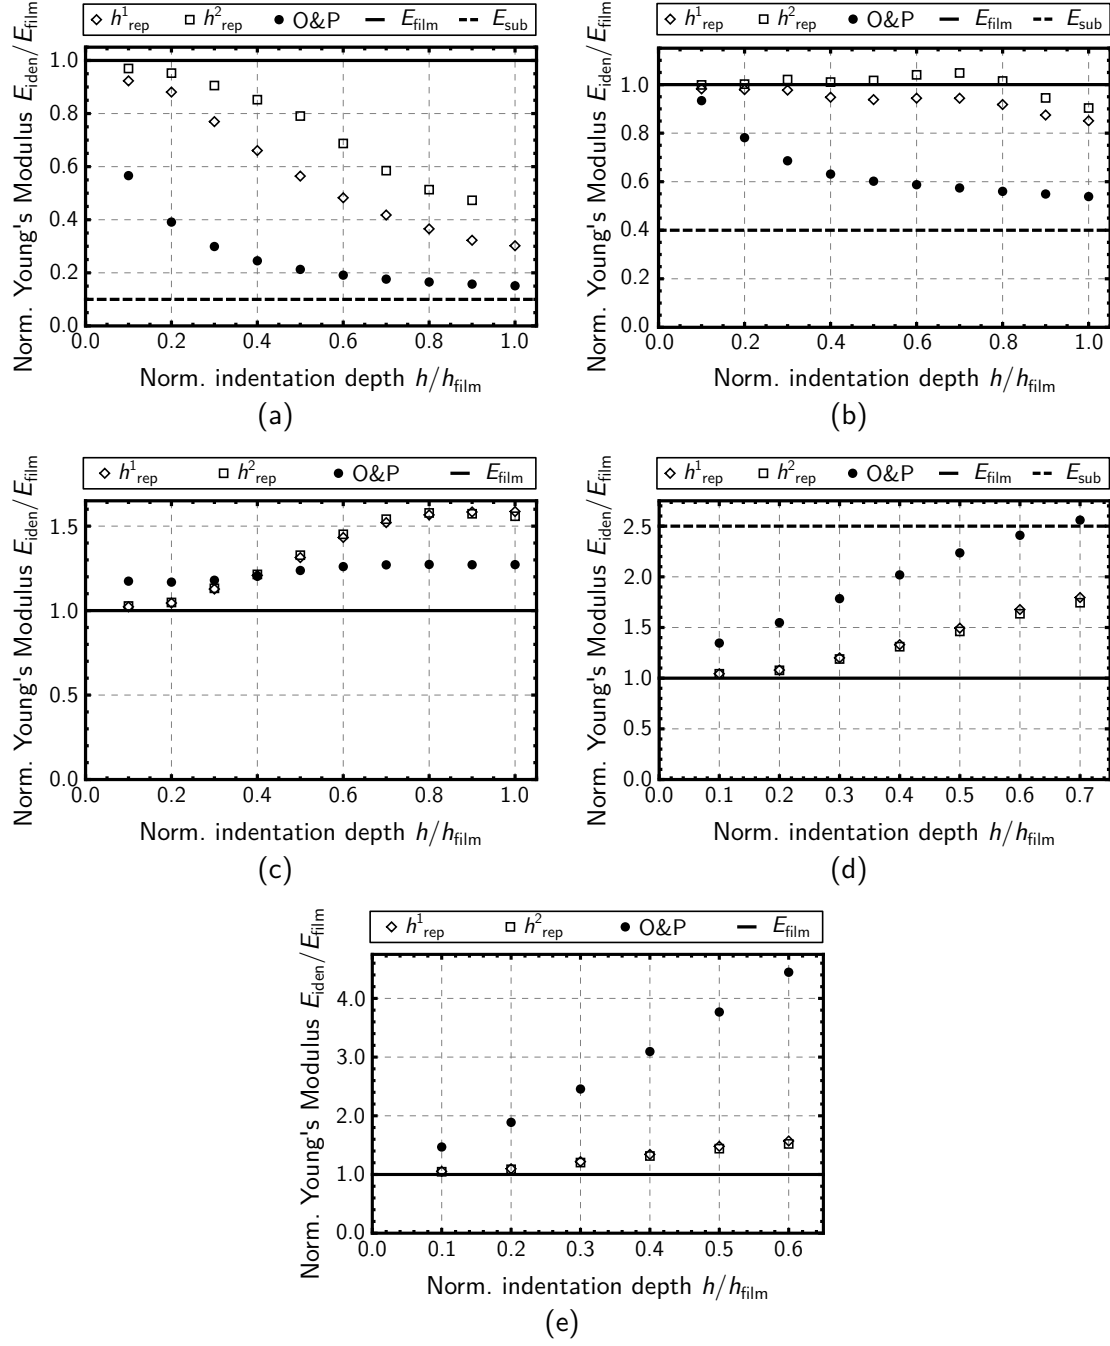 h¹rep h²rep O&P Efilm Esub
Norm. Young's Modulus Eiden/Efilm
1.0
0.8
0.6
0.4
0.2
0.0
0.0 0.2 0.4 0.6 0.8 1.0
Norm. indentation depth h/hfilm
(a)
h¹rep h²rep O&P Efilm Esub
Norm. Young's Modulus Eiden/Efilm
1.0
0.8
0.6
0.4
0.2
0.0
0.0 0.2 0.4 0.6 0.8 1.0
Norm. indentation depth h/hfilm
(b)
h¹rep h²rep O&P Efilm
Norm. Young's Modulus Eiden/Efilm
1.5
1.0
0.5
0.0
0.0 0.2 0.4 0.6 0.8 1.0
Norm. indentation depth h/hfilm
(c)
h¹rep h²rep O&P Efilm Esub
Norm. Young's Modulus Eiden/Efilm
2.5
2.0
1.5
1.0
0.5
0.0
0.0 0.1 0.2 0.3 0.4 0.5 0.6 0.7
Norm. indentation depth h/hfilm
(d)
h¹rep h²rep O&P Efilm
Norm. Young's Modulus Eiden/Efilm
4.0
3.0
2.0
1.0
0.0
0.0 0.1 0.2 0.3 0.4 0.5 0.6
Norm. indentation depth h/hfilm
(e)